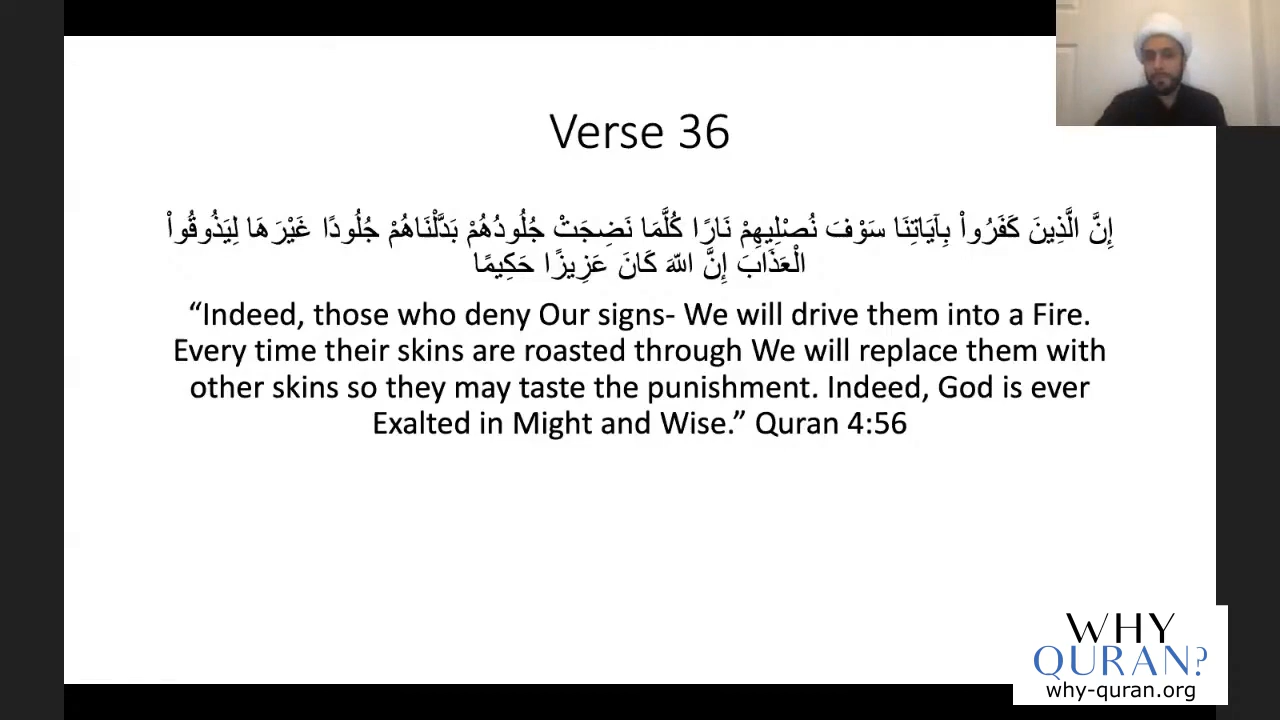 Verse 36
إِنَّ الَّذِينَ كَفَرُواْ بِآيَاتِنَا سَوْفَ نُصْلِيهِمْ نَارًا كُلَّمَا نَضِجَتْ جُلُودُهُمْ بَدَّلْنَاهُمْ جُلُودًا غَيْرَهَا لِيَذُوقُواْ
الْعَذَابَ إِنَّ اللّهَ كَانَ عَزِيزًا حَكِيمًا
“Indeed, those who deny Our signs- We will drive them into a Fire.
Every time their skins are roasted through We will replace them with
other skins so they may taste the punishment. Indeed, God is ever
Exalted in Might and Wise.” Quran 4:56
WHY
QURAN?
why-quran.org